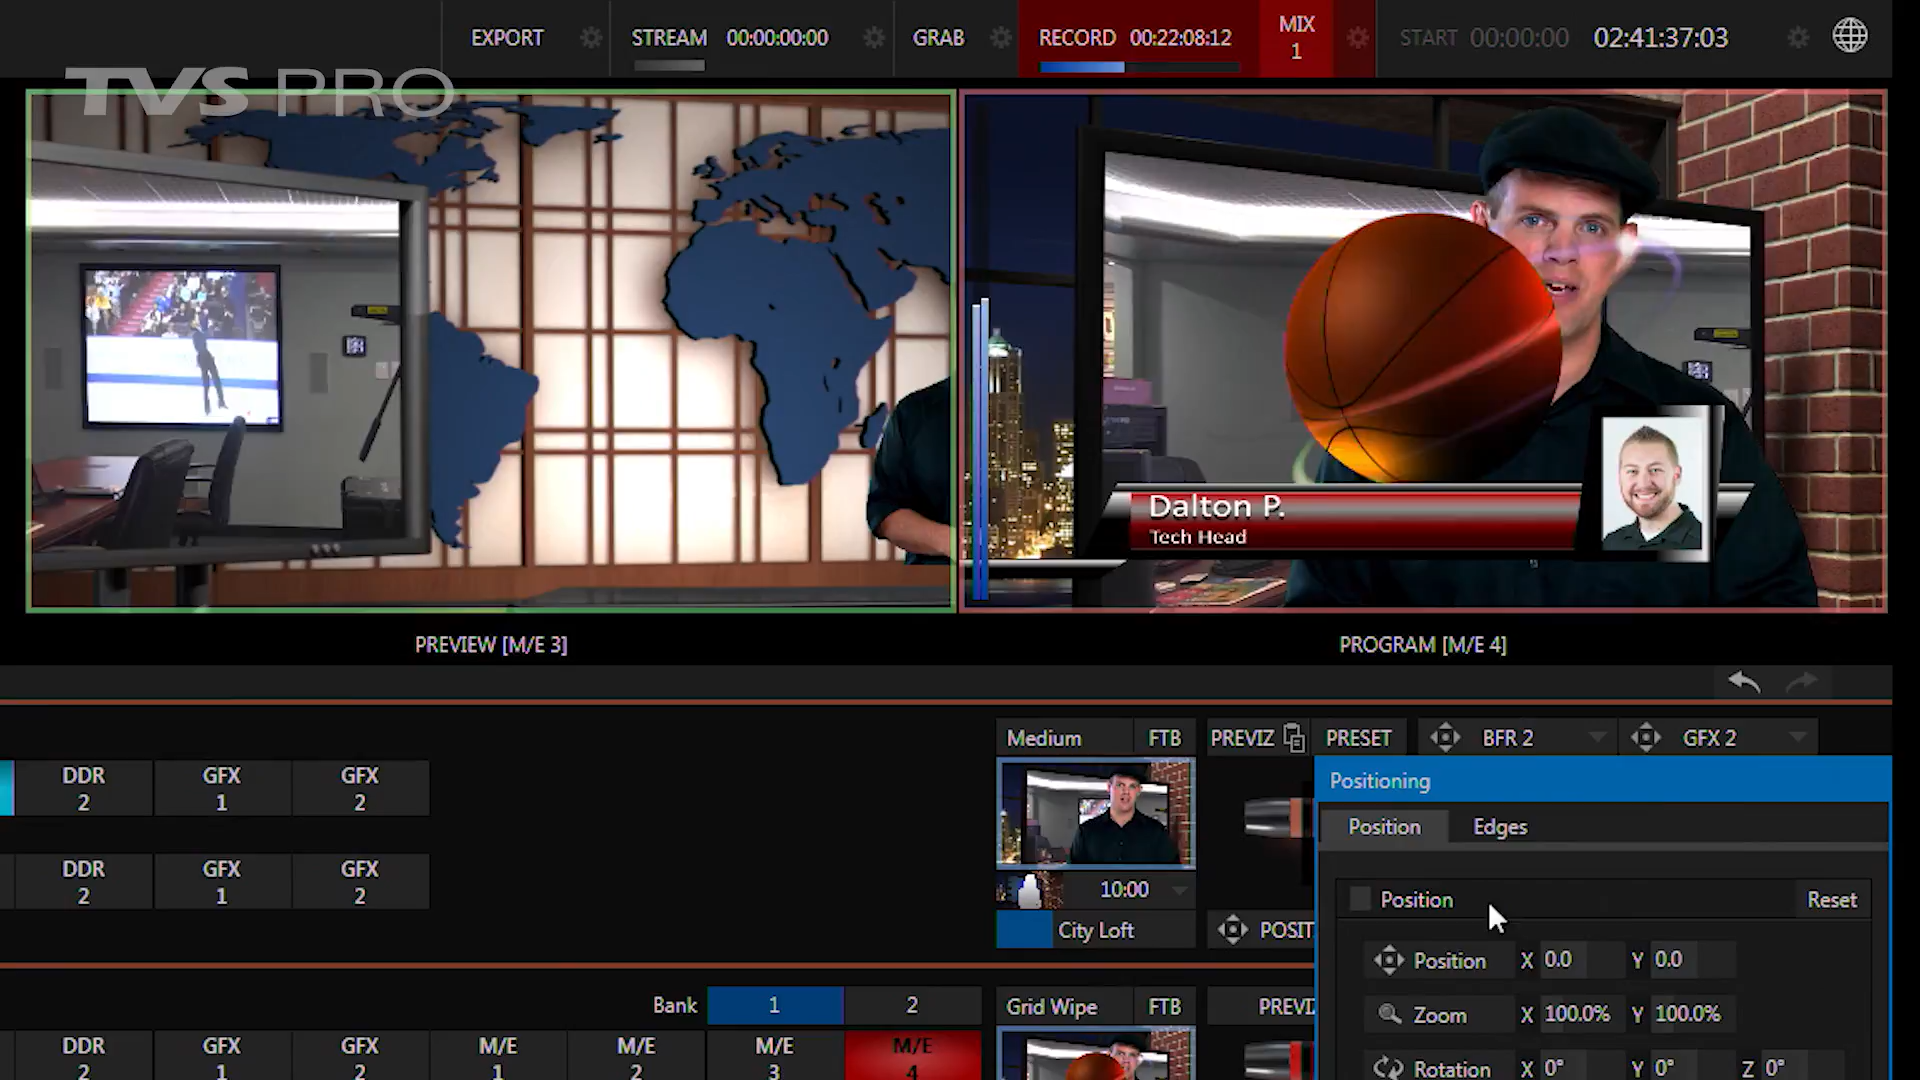 EXPORT STREAM 00:00:00:00 GRAB RECORD 00:22:08:12 MIX 1 START 00:00:00 02:41:37:03
TVS PRO
Dalton P.
Tech Head
PREVIEW [M/E 3] PROGRAM [M/E 4]
Medium FTB PREVIZ PRESET BFR 2 GFX 2
DDR 2 GFX 1 GFX 2
Positioning
Position Edges
DDR 2 GFX 1 GFX 2
10:00
Position Reset
City Loft POSIT
Position X 0.0 Y 0.0
Bank 1 2 Grid Wipe FTB PREVIZ
Zoom X 100.0% Y 100.0%
DDR 2 GFX 1 GFX 2 M/E 1 M/E 2 M/E 3 M/E 4
Rotation X 0° Y 0° Z 0°